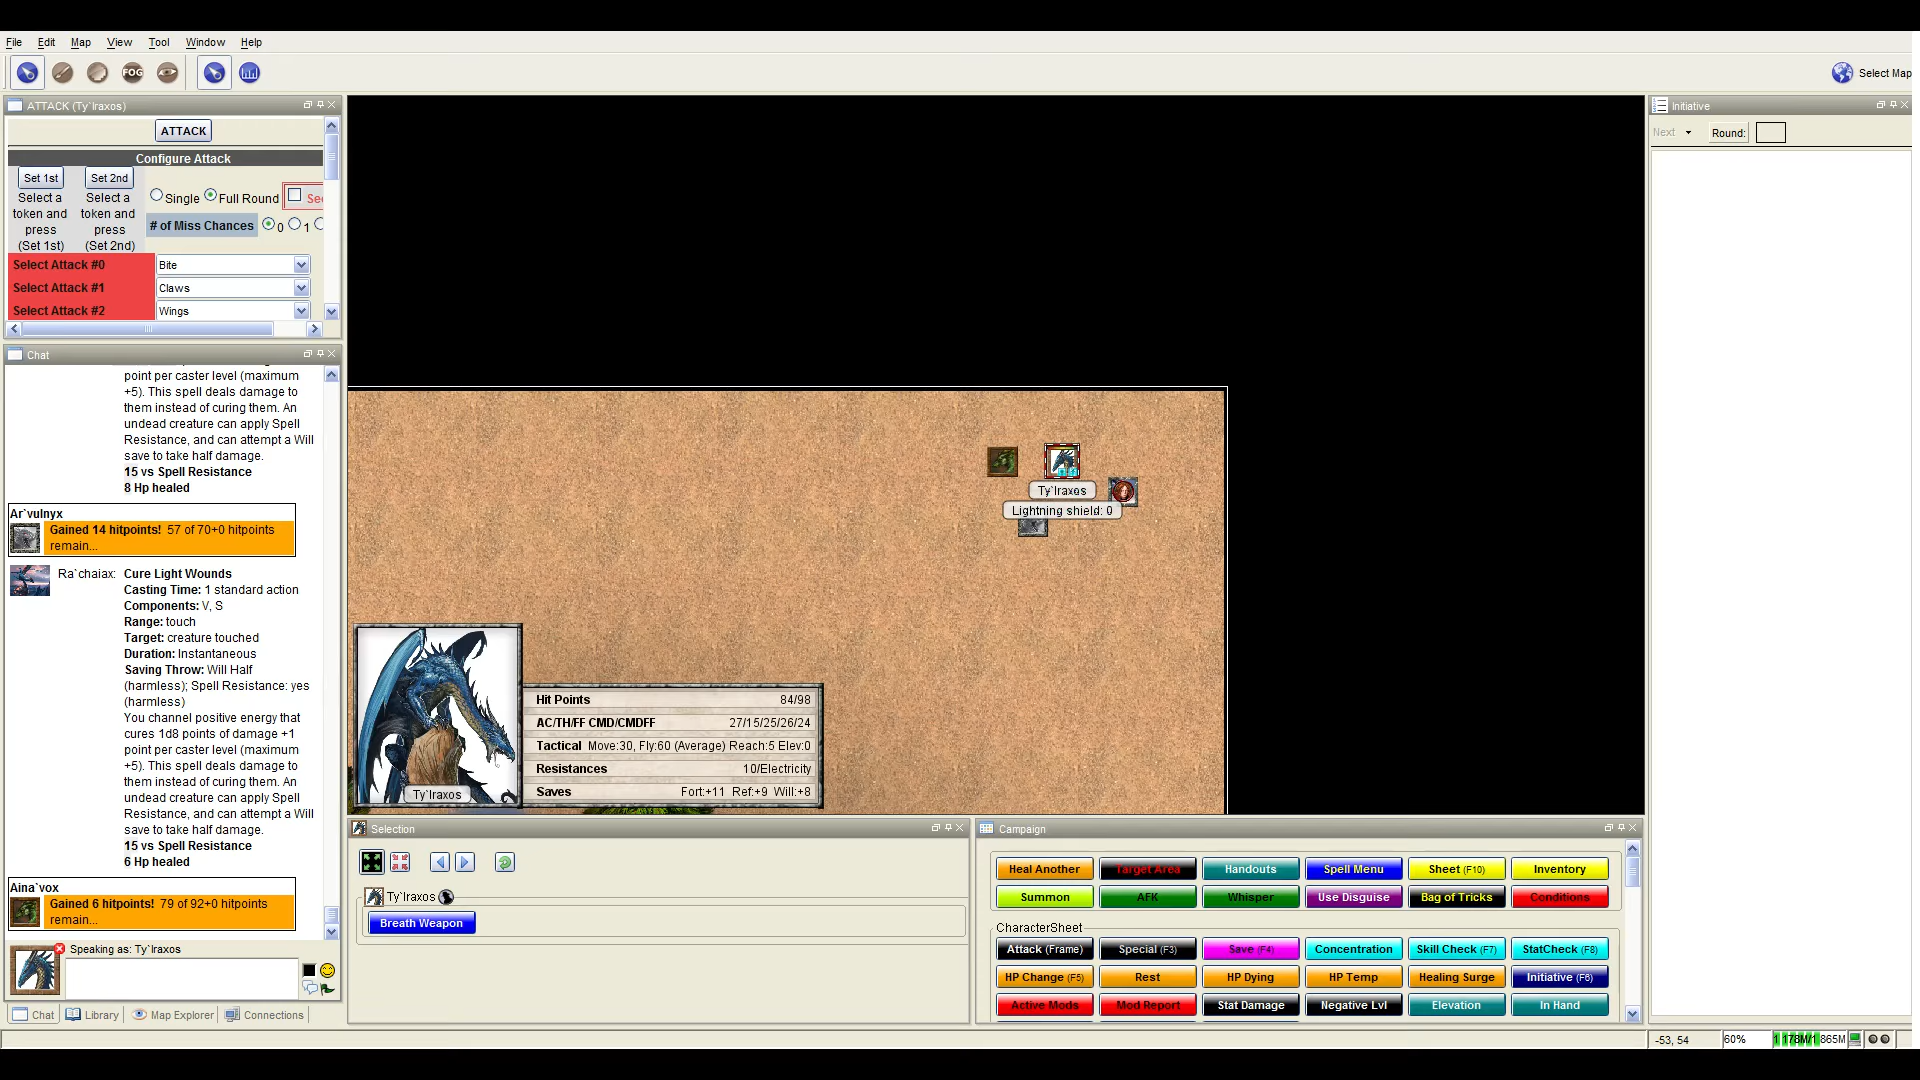 File Edit Map View Tool Window Help
FOG
Select Map
ATTACK (Ty`Iraxos)
ATTACK
Configure Attack
Set 1st Set 2nd
Select a token and press (Set 1st)
Select a token and press (Set 2nd)
Single Full Round
# of Miss Chances 0 1
Select Attack #0 Bite
Select Attack #1 Claws
Select Attack #2 Wings
Chat
point per caster level (maximum
+5). This spell deals damage to
them instead of curing them. An
undead creature can apply Spell
Resistance, and can attempt a Will
save to take half damage.
15 vs Spell Resistance
8 Hp healed
Ar`vulnyx
Gained 14 hitpoints! 57 of 70+0 hitpoints
remain...
Ra`chaiax: Cure Light Wounds
Casting Time: 1 standard action
Components: V, S
Range: touch
Target: creature touched
Duration: Instantaneous
Saving Throw: Will Half
(harmless); Spell Resistance: yes
(harmless)
You channel positive energy that
cures 1d8 points of damage +1
point per caster level (maximum
+5). This spell deals damage to
them instead of curing them. An
undead creature can apply Spell
Resistance, and can attempt a Will
save to take half damage.
15 vs Spell Resistance
6 Hp healed
Aina`vox
Gained 6 hitpoints! 79 of 92+0 hitpoints
remain...
Speaking as: Ty`Iraxos
Chat Library Map Explorer Connections
Ty`Iraxos
Lightning shield: 0
Hit Points 84/98
AC/TH/FF CMD/CMDFF 27/15/25/26/24
Tactical Move:30, Fly:60 (Average) Reach:5 Elev:0
Resistances 10/Electricity
Saves Fort:+11 Ref:+9 Will:+8
Ty`Iraxos
Selection
Ty`Iraxos
Breath Weapon
Campaign
Heal Another Target Area Handouts Spell Menu Sheet (F10) Inventory
Summon AFK Whisper Use Disguise Bag of Tricks Conditions
CharacterSheet
Attack (Frame) Special (F3) Save (F4) Concentration Skill Check (F7) StatCheck (F8)
HP Change (F5) Rest HP Dying HP Temp Healing Surge Initiative (F6)
Active Mods Mod Report Stat Damage Negative Lvl Elevation In Hand
Initiative
Next Round:
-53, 54 60%